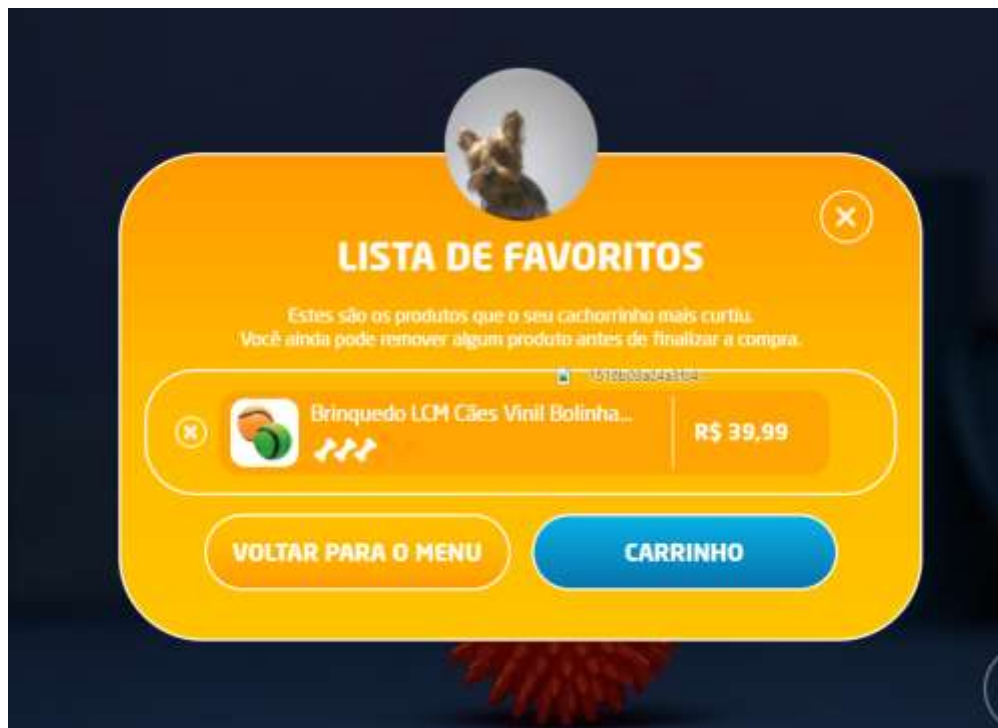 LISTA DE FAVORITOS
Estes são os produtos que o seu cachorrinho mais curtiu.
Você ainda pode remover algum produto antes de finalizar a compra.
Brinquedo LCM Cães Vinil Bolinha...
R$ 39,99
VOLTAR PARA O MENU
CARRINHO